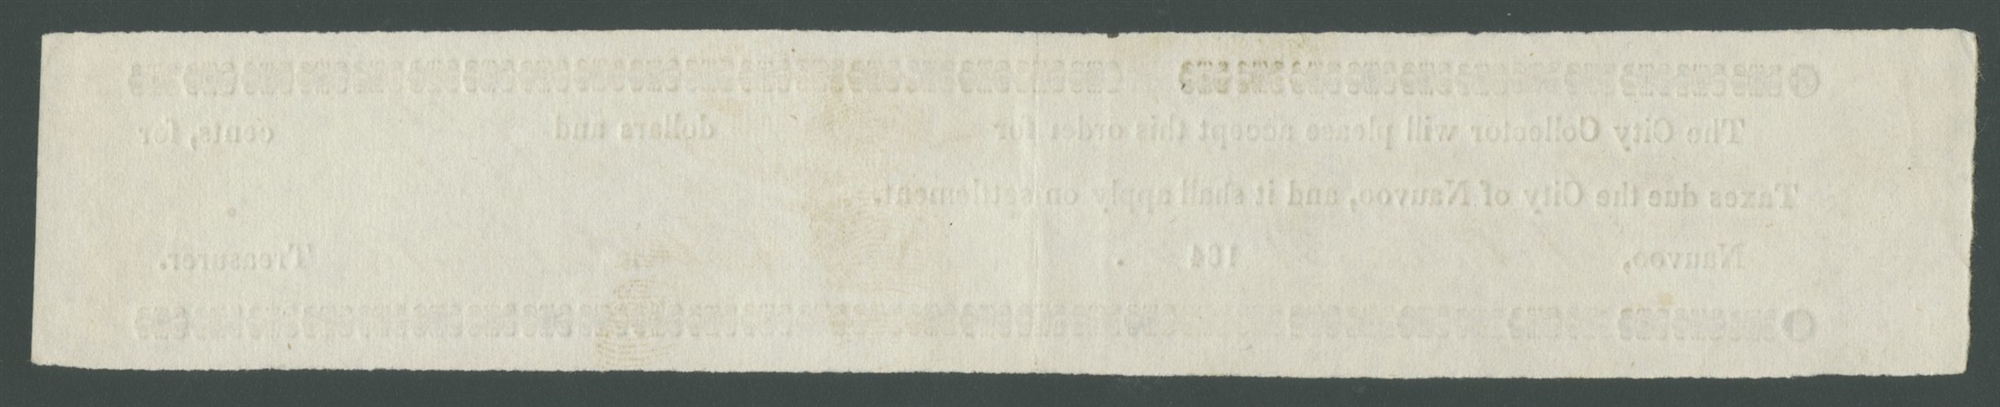 The City Collector will please accept this order for dollars and cents, for
Taxes due the City of Nauvoo, and it shall apply on settlement.
Nauvoo, 184 . Treasurer.